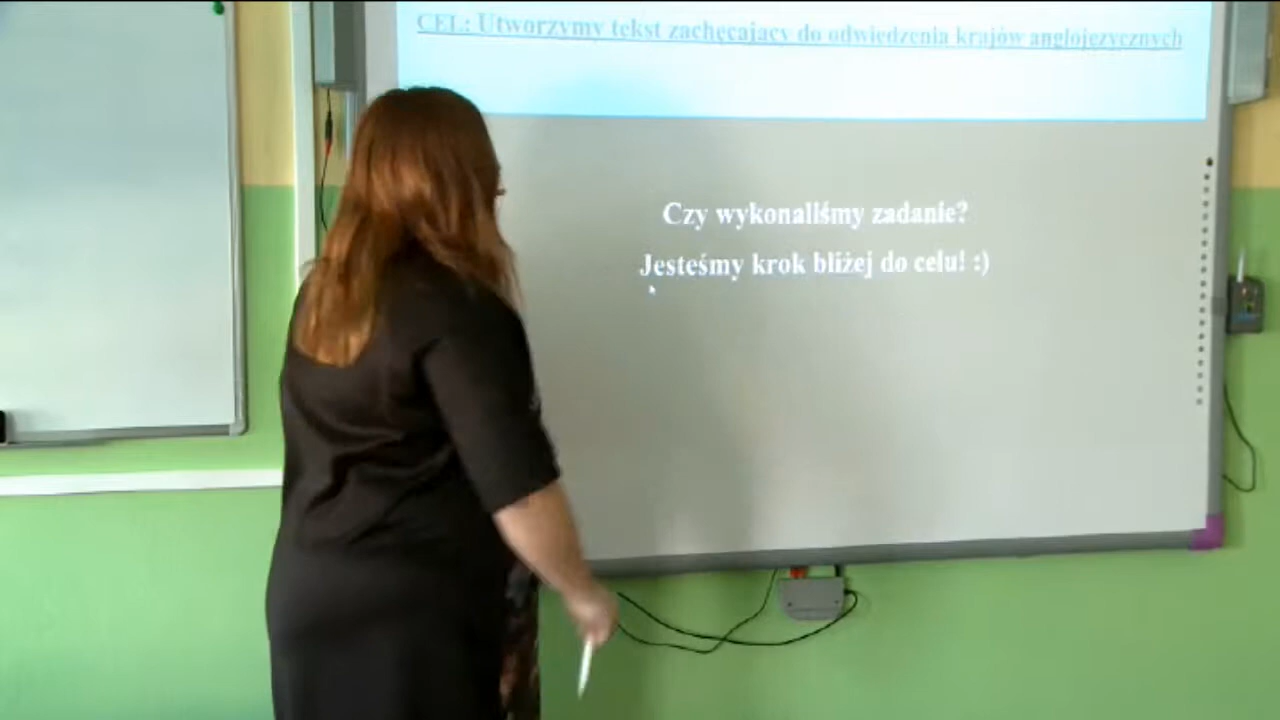 CEL: Utworzymy tekst zachęcający do odwiedzenia krajów anglojęzycznych
Czy wykonaliśmy zadanie?
Jesteśmy krok bliżej do celu! :)